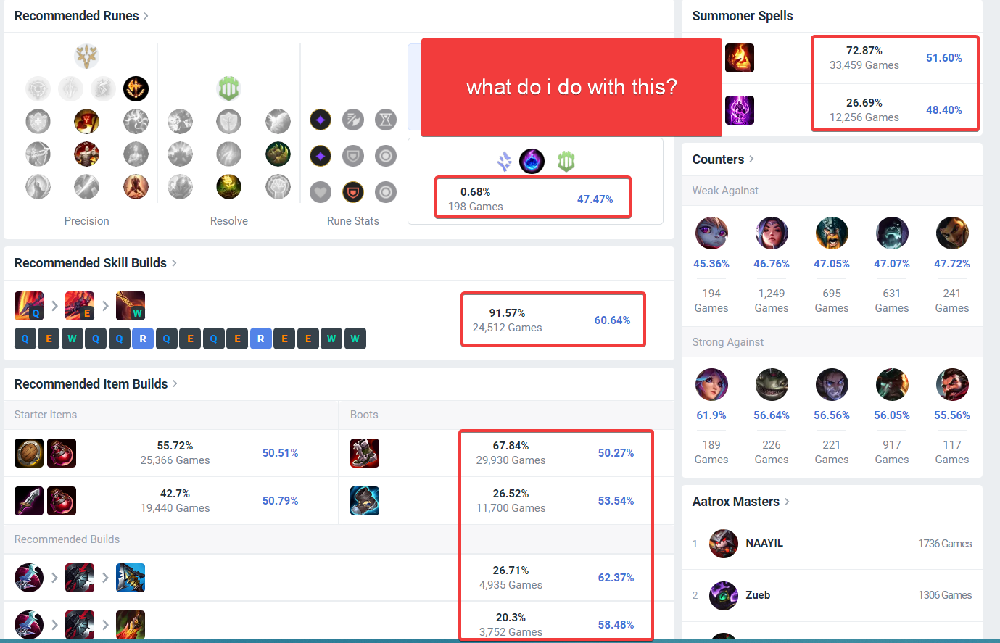 Recommended Runes >
what do i do with this?
Precision
Resolve
Rune Stats
0.68%
198 Games
47.47%
Summoner Spells
72.87%
33,459 Games
51.60%
26.69%
12,256 Games
48.40%
Recommended Skill Builds >
Q > E > W
Q E W Q Q R Q E Q E R E E W W
91.57%
24,512 Games
60.64%
Recommended Item Builds >
Starter Items
Boots
55.72%
25,366 Games
50.51%
67.84%
29,930 Games
50.27%
42.7%
19,440 Games
50.79%
26.52%
11,700 Games
53.54%
Recommended Builds
26.71%
4,935 Games
62.37%
20.3%
3,752 Games
58.48%
Counters >
Weak Against
45.36% 46.76% 47.05% 47.07% 47.72%
194 1,249 695 631 241
Games Games Games Games Games
Strong Against
61.9% 56.64% 56.56% 56.05% 55.56%
189 226 221 917 117
Games Games Games Games Games
Aatrox Masters >
1 NAAYIL 1736 Games
2 Zueb 1306 Games